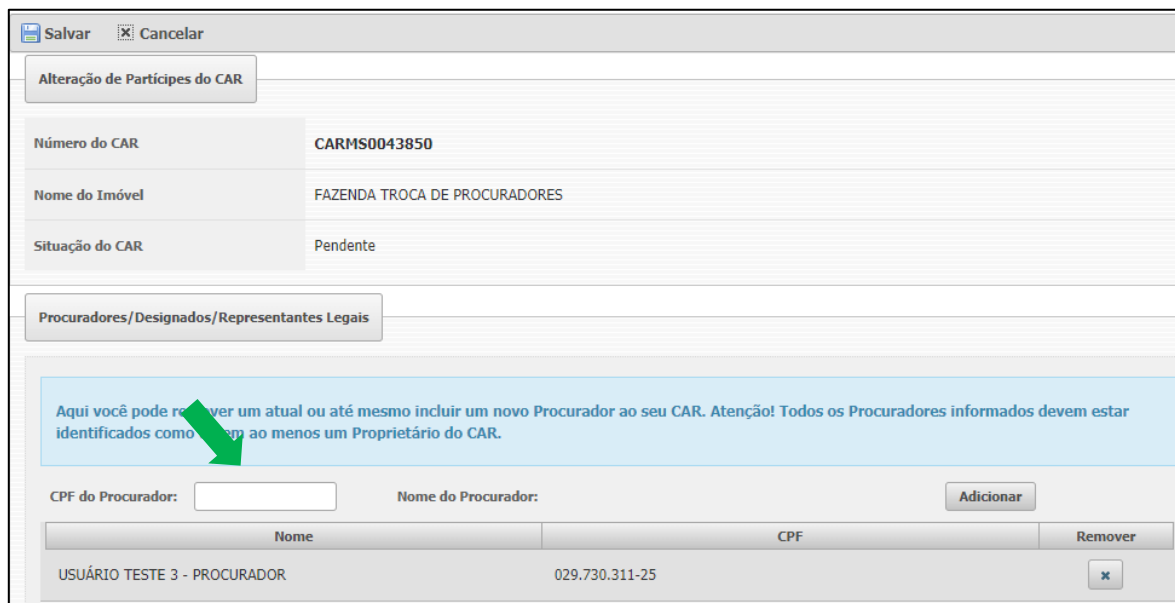 Salvar Cancelar
Alteração de Partícipes do CAR
Número do CAR CARMS0043850
Nome do Imóvel FAZENDA TROCA DE PROCURADORES
Situação do CAR Pendente
Procuradores/Designados/Representantes Legais
Aqui você pode remover um atual ou até mesmo incluir um novo Procurador ao seu CAR. Atenção! Todos os Procuradores informados devem estar
identificados como em ao menos um Proprietário do CAR.
CPF do Procurador: Nome do Procurador: Adicionar
Nome CPF Remover
USUÁRIO TESTE 3 - PROCURADOR 029.730.311-25